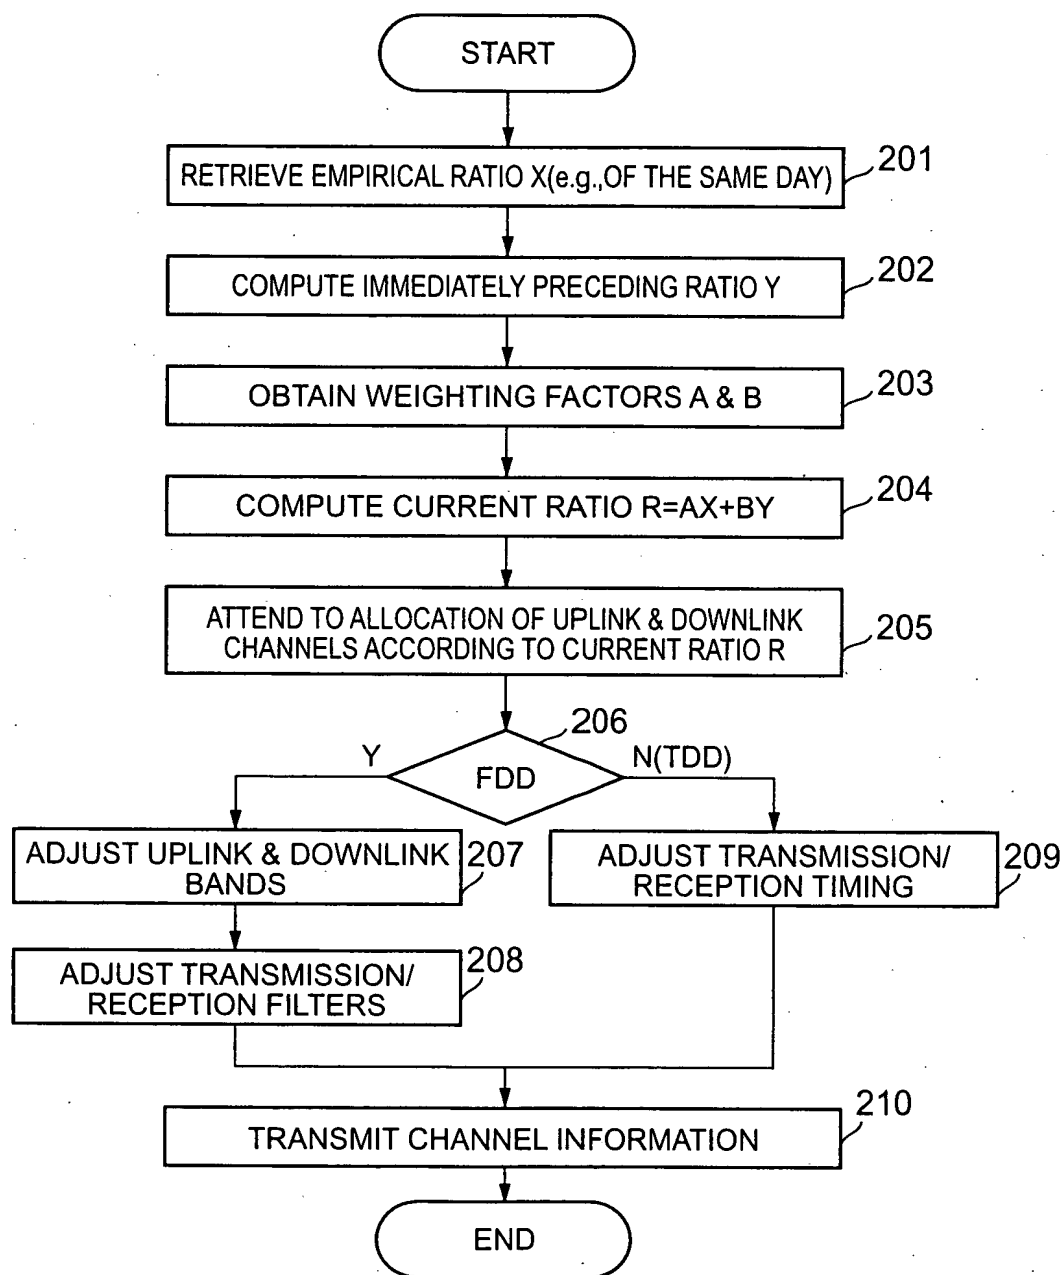 START
201
RETRIEVE EMPIRICAL RATIO X(e.g.,OF THE SAME DAY)
202
COMPUTE IMMEDIATELY PRECEDING RATIO Y
203
OBTAIN WEIGHTING FACTORS A & B
204
COMPUTE CURRENT RATIO R=AX+BY
205
ATTEND TO ALLOCATION OF UPLINK & DOWNLINK
CHANNELS ACCORDING TO CURRENT RATIO R
206
Y
FDD
N(TDD)
ADJUST UPLINK & DOWNLINK
BANDS
207
ADJUST TRANSMISSION/
RECEPTION TIMING
209
ADJUST TRANSMISSION/
RECEPTION FILTERS
208
210
TRANSMIT CHANNEL INFORMATION
END